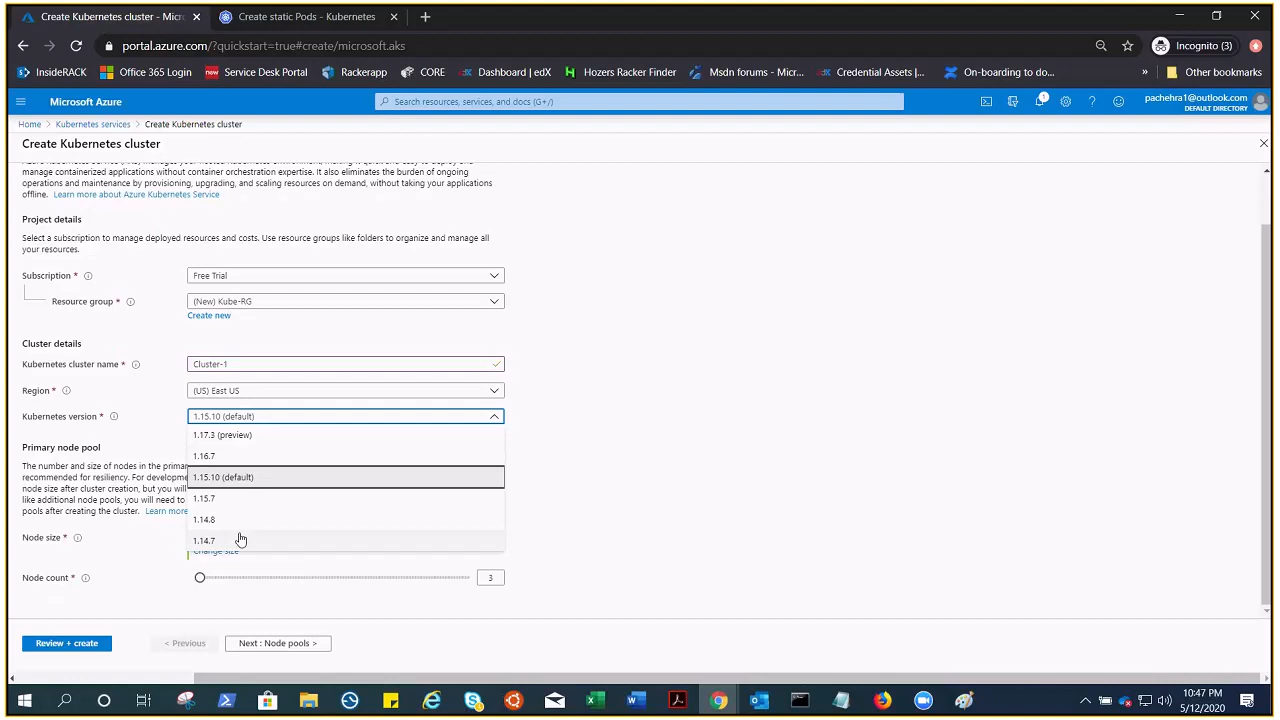 Create Kubernetes cluster - Micr
Create static Pods - Kubernetes
portal.azure.com/?quickstart=true#create/microsoft.aks
Incognito (3)
InsideRACK
Office 365 Login
new
Service Desk Portal
Rackerapp
CORE
Dashboard | edX
Hozers Racker Finder
Msdn forums - Micr...
Credential Assets |...
On-boarding to do...
»
Other bookmarks
Microsoft Azure
Search resources, services, and docs (G+/)
1
pachehra1@outlook.com
DEFAULT DIRECTORY
Home > Kubernetes services > Create Kubernetes cluster
Create Kubernetes cluster
manage containerized applications without container orchestration expertise. It also eliminates the burden of ongoing
operations and maintenance by provisioning, upgrading, and scaling resources on demand, without taking your applications
offline. Learn more about Azure Kubernetes Service
Project details
Select a subscription to manage deployed resources and costs. Use resource groups like folders to organize and manage all
your resources.
Subscription *
Free Trial
Resource group *
(New) Kube-RG
Create new
Cluster details
Kubernetes cluster name *
Cluster-1
Region *
(US) East US
Kubernetes version *
1.15.10 (default)
1.17.3 (preview)
1.16.7
1.15.10 (default)
1.15.7
1.14.8
1.14.7
Primary node pool
The number and size of nodes in the primar
recommended for resiliency. For developm
node size after cluster creation, but you wil
like additional node pools, you will need to
pools after creating the cluster. Learn more
Node size *
Change size
Node count *
3
Review + create
< Previous
Next : Node pools >
10:47 PM
5/12/2020